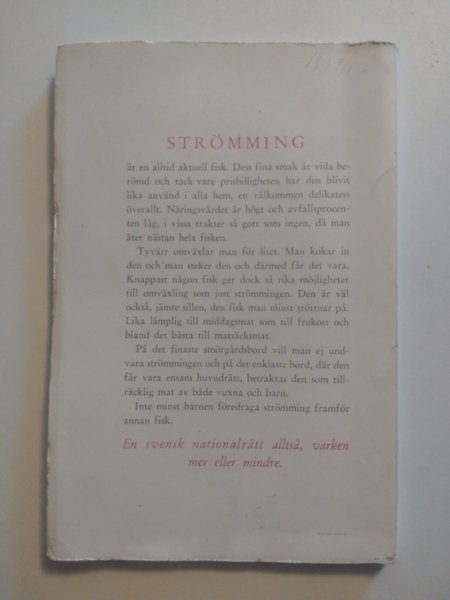 STRÖMMING
är en alltid aktuell fisk. Dess fina smak är vida be-
römd och tack vare prisbilligheten har den blivit
lika använd i alla hem, en välkommen delikatess
överallt. Näringsvärdet är högt och avfallsprocen-
ten låg, i vissa trakter så gott som ingen, då man
äter nästan hela fisken.
Tyvärr omväxlar man för litet. Man kokar in
den och man steker den och därmed får det vara.
Knappast någon fisk ger dock så rika möjligheter
till omväxling som just strömmingen. Den är väl
också, jämte sillen, den fisk man minst tröttnar på.
Lika lämplig till middagsmat som till frukost och
bland det bästa till matsäcksmat.
På det finaste smörgårdsbord vill man ej und-
vara strömmingen och på det enklaste bord, där den
får vara ensam huvudrätt, betraktas den som till-
räcklig mat av både vuxna och barn.
Inte minst barnen föredraga strömming framför
annan fisk.
En svensk nationalrätt alltså, varken
mer eller mindre.